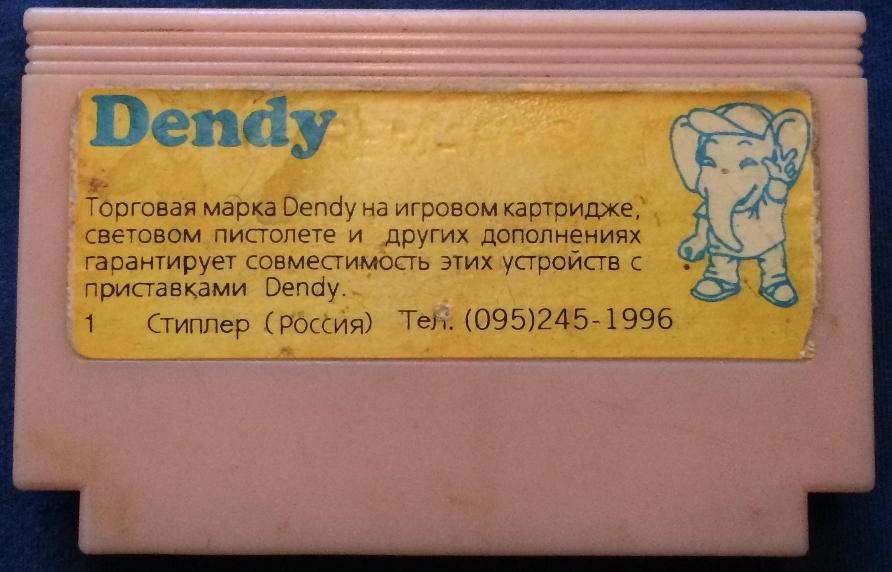 Dendy
Торговая марка Dendy на игровом картридже,
световом пистолете и других дополнениях
гарантирует совместимость этих устройств с
приставками Dendy.
1 Стиплер (Россия) Тел. (095)245-1996